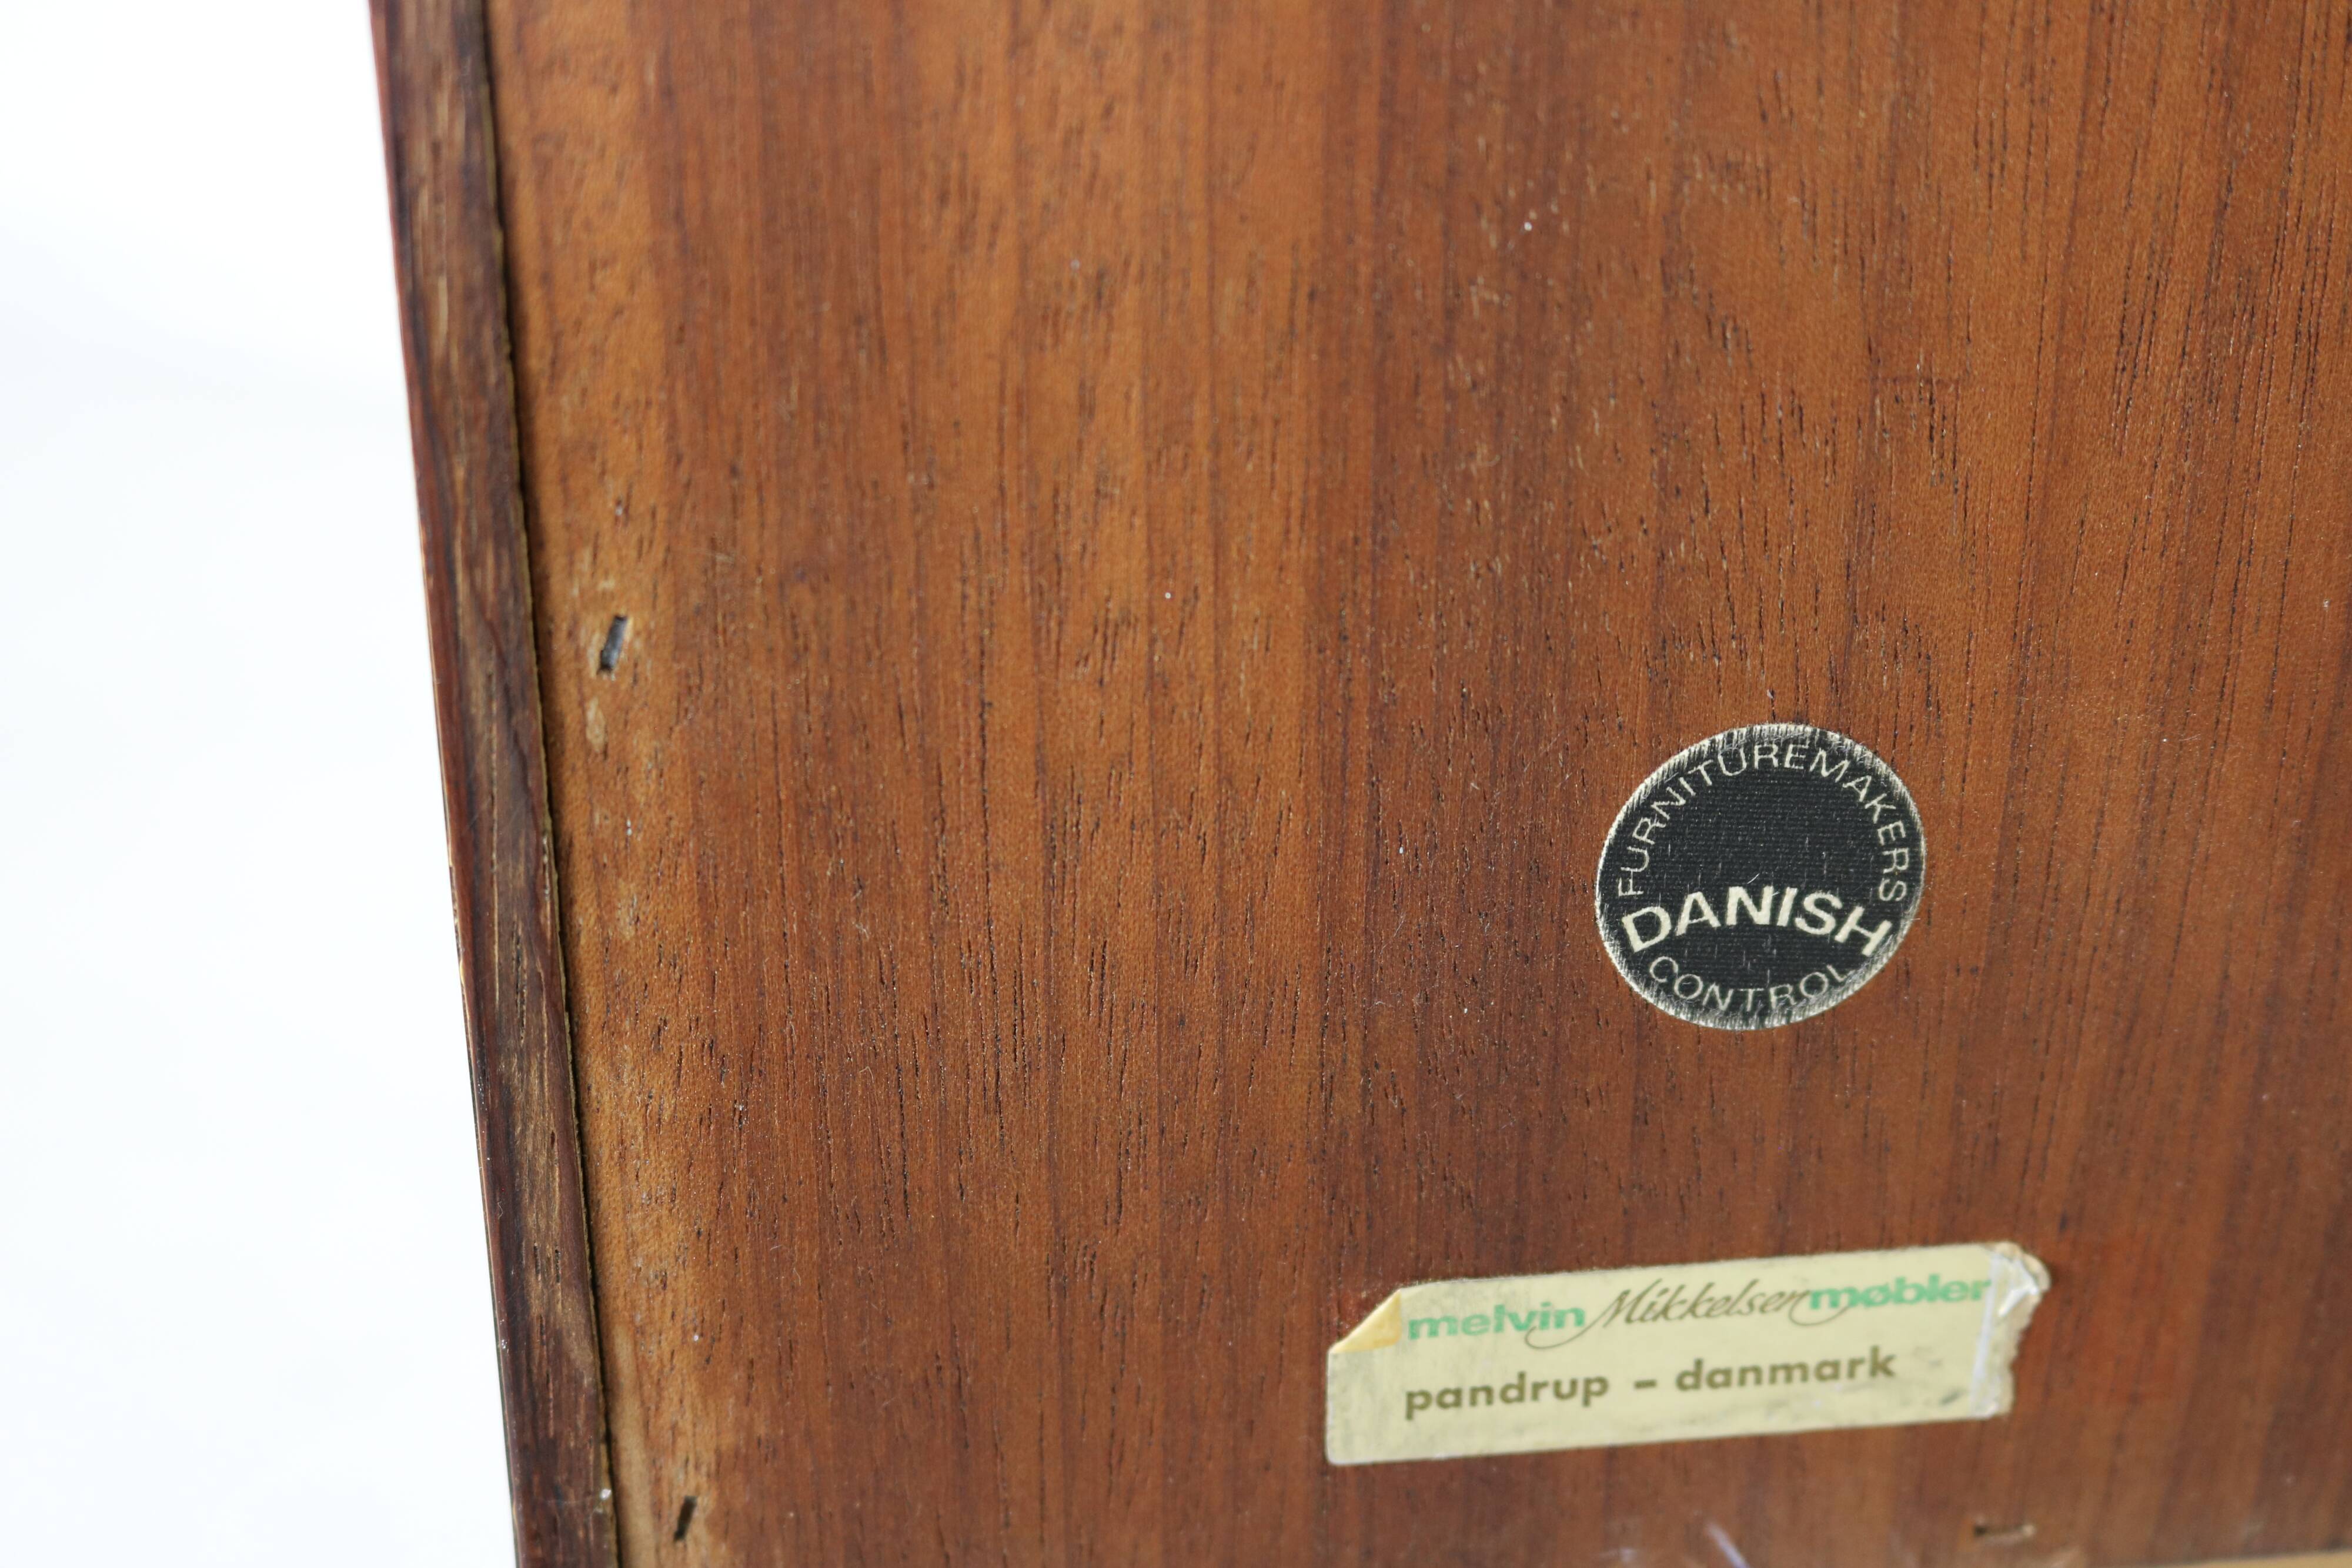 FURNITUREMAKERS
DANISH
CONTROL
melvin Mikkelsen møbler
pandrup - danmark